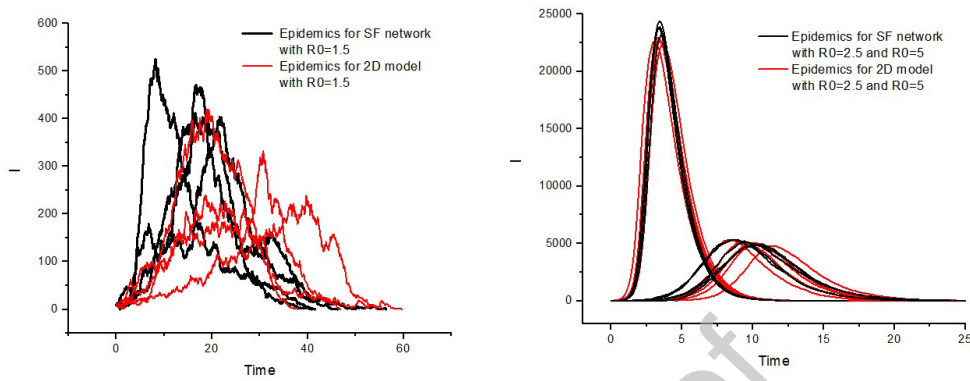 600
500
400
300
200
100
0
I
0
20
40
60
Time
Epidemics for SF network
with R0=1.5
Epidemics for 2D model
with R0=1.5
25000
20000
15000
10000
5000
0
I
0
5
10
15
20
25
Time
Epidemics for SF network
with R0=2.5 and R0=5
Epidemics for 2D model
with R0=2.5 and R0=5